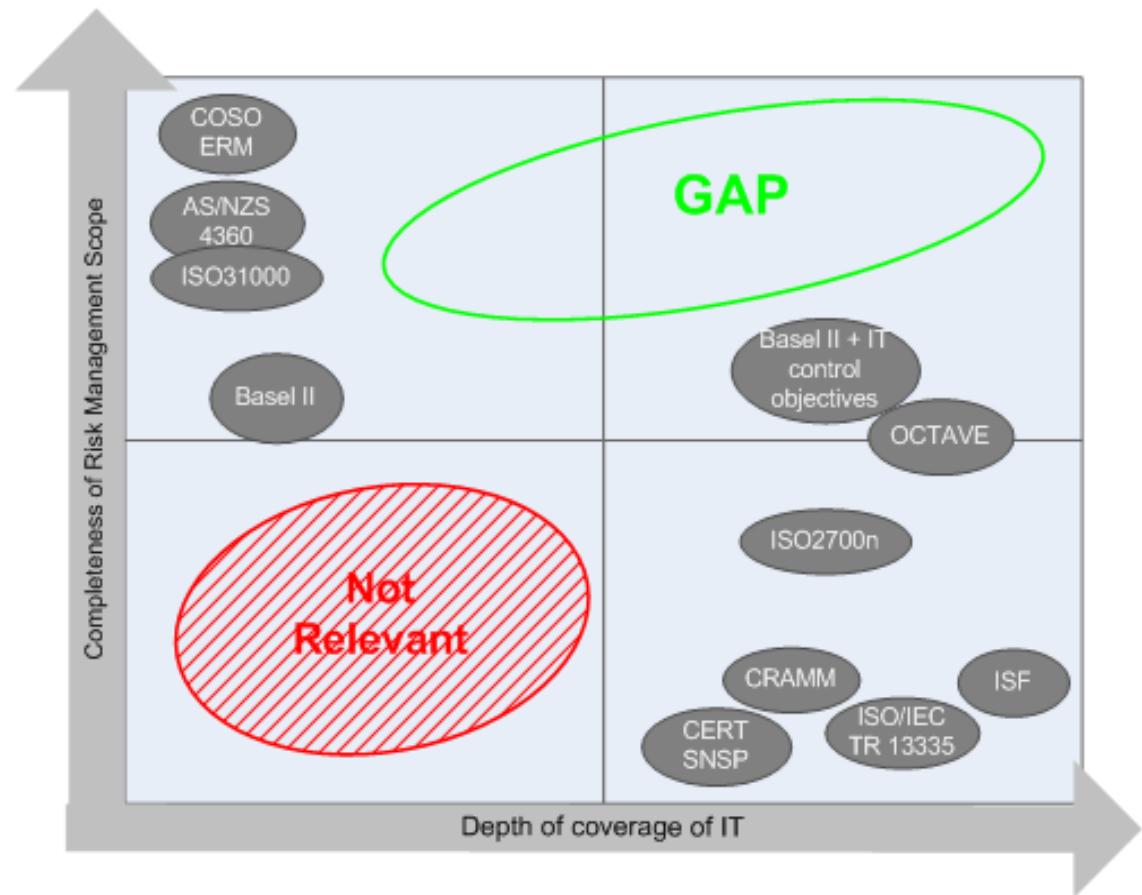 Completeness of Risk Management Scope
COSO
ERM
AS/NZS
4360
ISO31000
Basel II
GAP
Basel II + IT
control
objectives
OCTAVE
Not
Relevant
ISO2700n
CRAMM
ISF
CERT
SNSP
ISO/IEC
TR 13335
Depth of coverage of IT